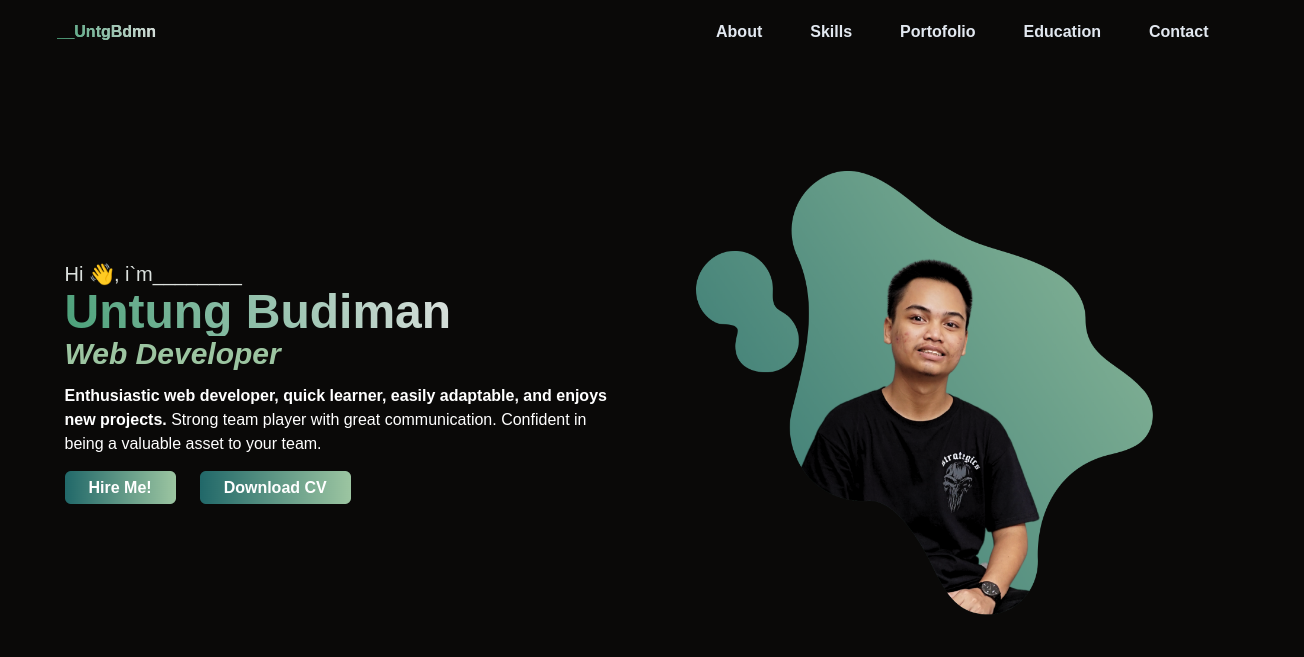 __UntgBdmn
About Skills Portofolio Education Contact
Hi 👋, i`m________
Untung Budiman
Web Developer
Enthusiastic web developer, quick learner, easily adaptable, and enjoys
new projects. Strong team player with great communication. Confident in
being a valuable asset to your team.
Hire Me! Download CV
strategics